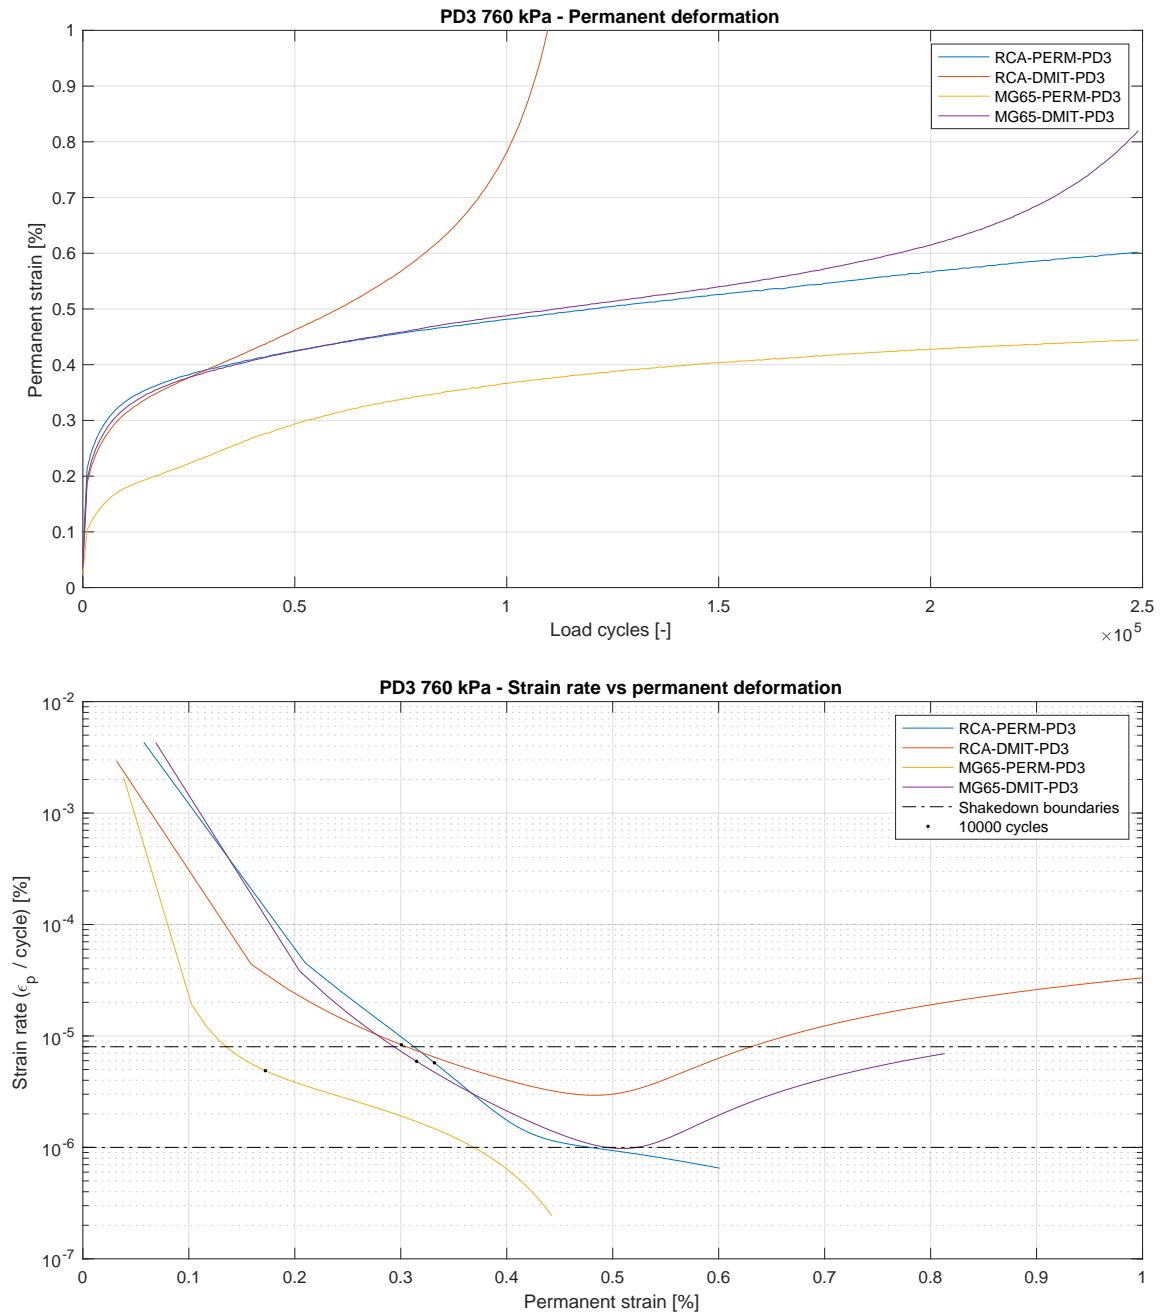 PD3 760 kPa - Permanent deformation
1
0.9
0.8
0.7
0.6
0.5
0.4
0.3
0.2
0.1
0
Permanent strain [%]
RCA-PERM-PD3
RCA-DMIT-PD3
MG65-PERM-PD3
MG65-DMIT-PD3
0 0.5 1 1.5 2 2.5
Load cycles [-]
×10^5
PD3 760 kPa - Strain rate vs permanent deformation
10^-2
10^-3
10^-4
10^-5
10^-6
10^-7
Strain rate (ϵ_p / cycle) [%]
RCA-PERM-PD3
RCA-DMIT-PD3
MG65-PERM-PD3
MG65-DMIT-PD3
Shakedown boundaries
10000 cycles
0 0.1 0.2 0.3 0.4 0.5 0.6 0.7 0.8 0.9 1
Permanent strain [%]